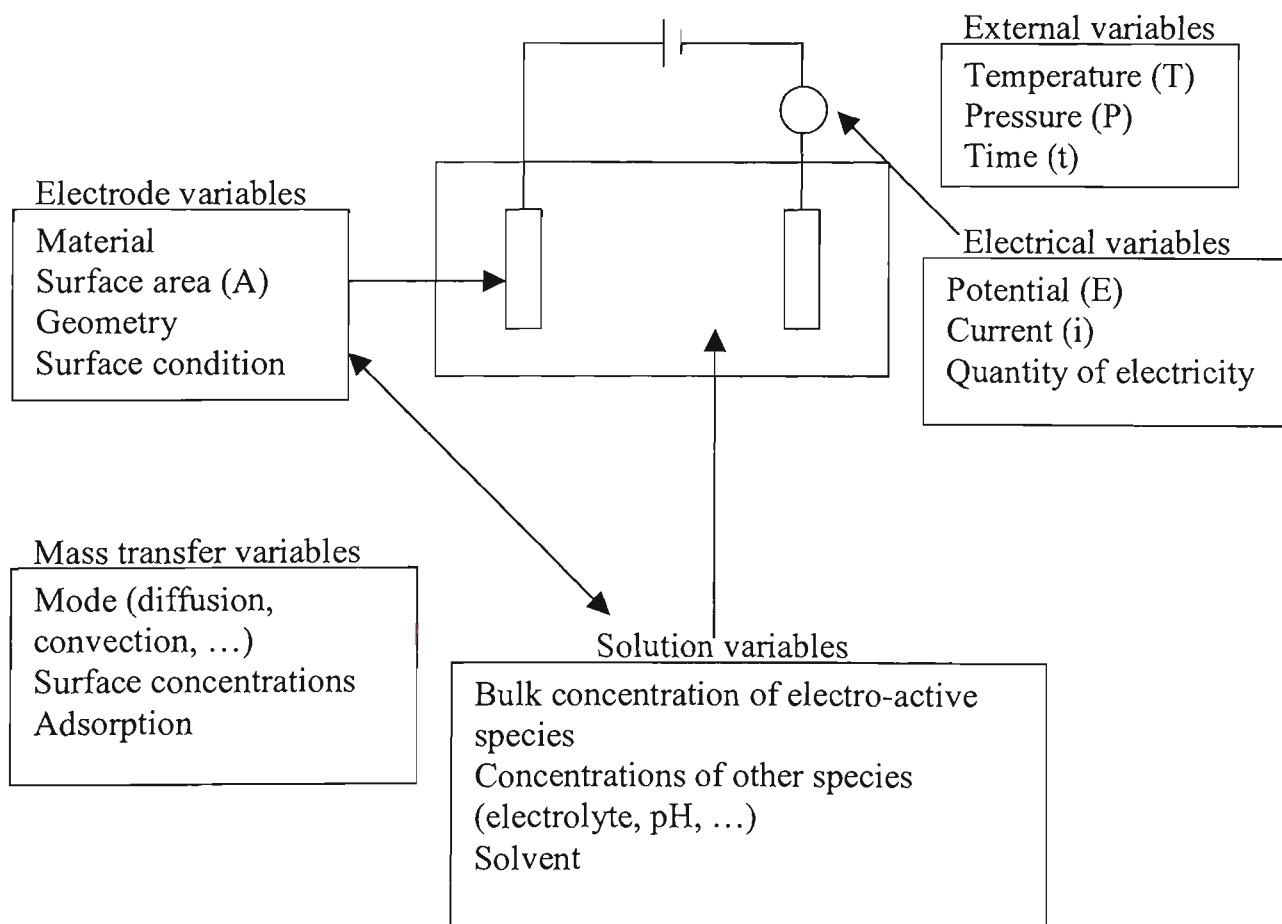 External variables
Temperature (T)
Pressure (P)
Time (t)
Electrode variables
Material
Surface area (A)
Geometry
Surface condition
Electrical variables
Potential (E)
Current (i)
Quantity of electricity
Mass transfer variables
Mode (diffusion,
convection, …)
Surface concentrations
Adsorption
Solution variables
Bulk concentration of electro-active
species
Concentrations of other species
(electrolyte, pH, …)
Solvent